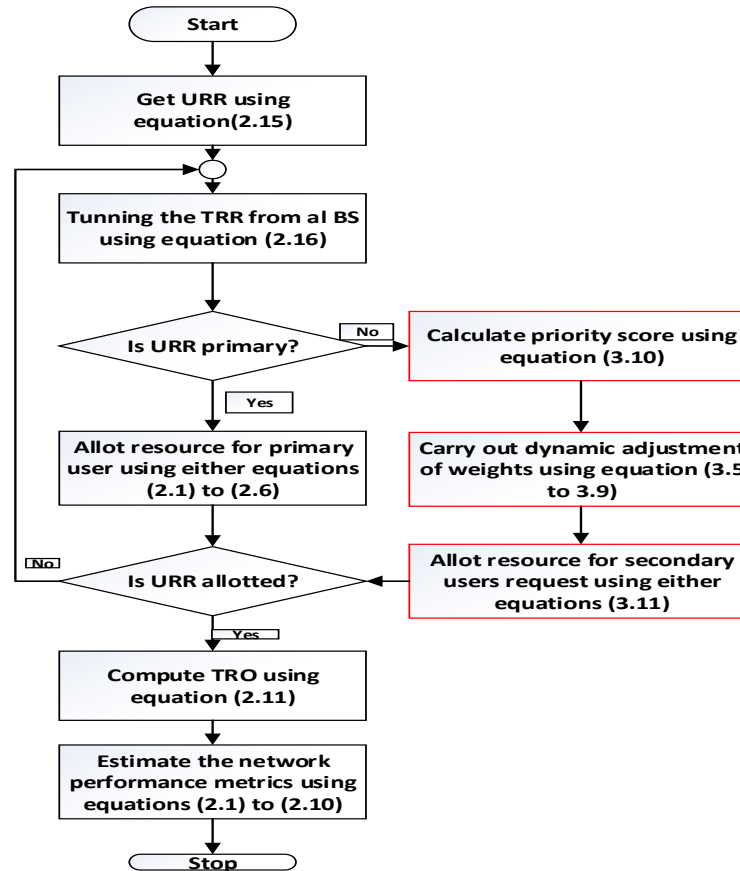 Start
Get URR using
equation(2.15)
Tunning the TRR from al BS
using equation (2.16)
Is URR primary?
No
Calculate priority score using
equation (3.10)
Yes
Allot resource for primary
user using either equations
(2.1) to (2.6)
Carry out dynamic adjustment
of weights using equation (3.5
to 3.9)
No
Is URR allotted?
Allot resource for secondary
users request using either
equations (3.11)
Yes
Compute TRO using
equation (2.11)
Estimate the network
performance metrics using
equations (2.1) to (2.10)
Stop